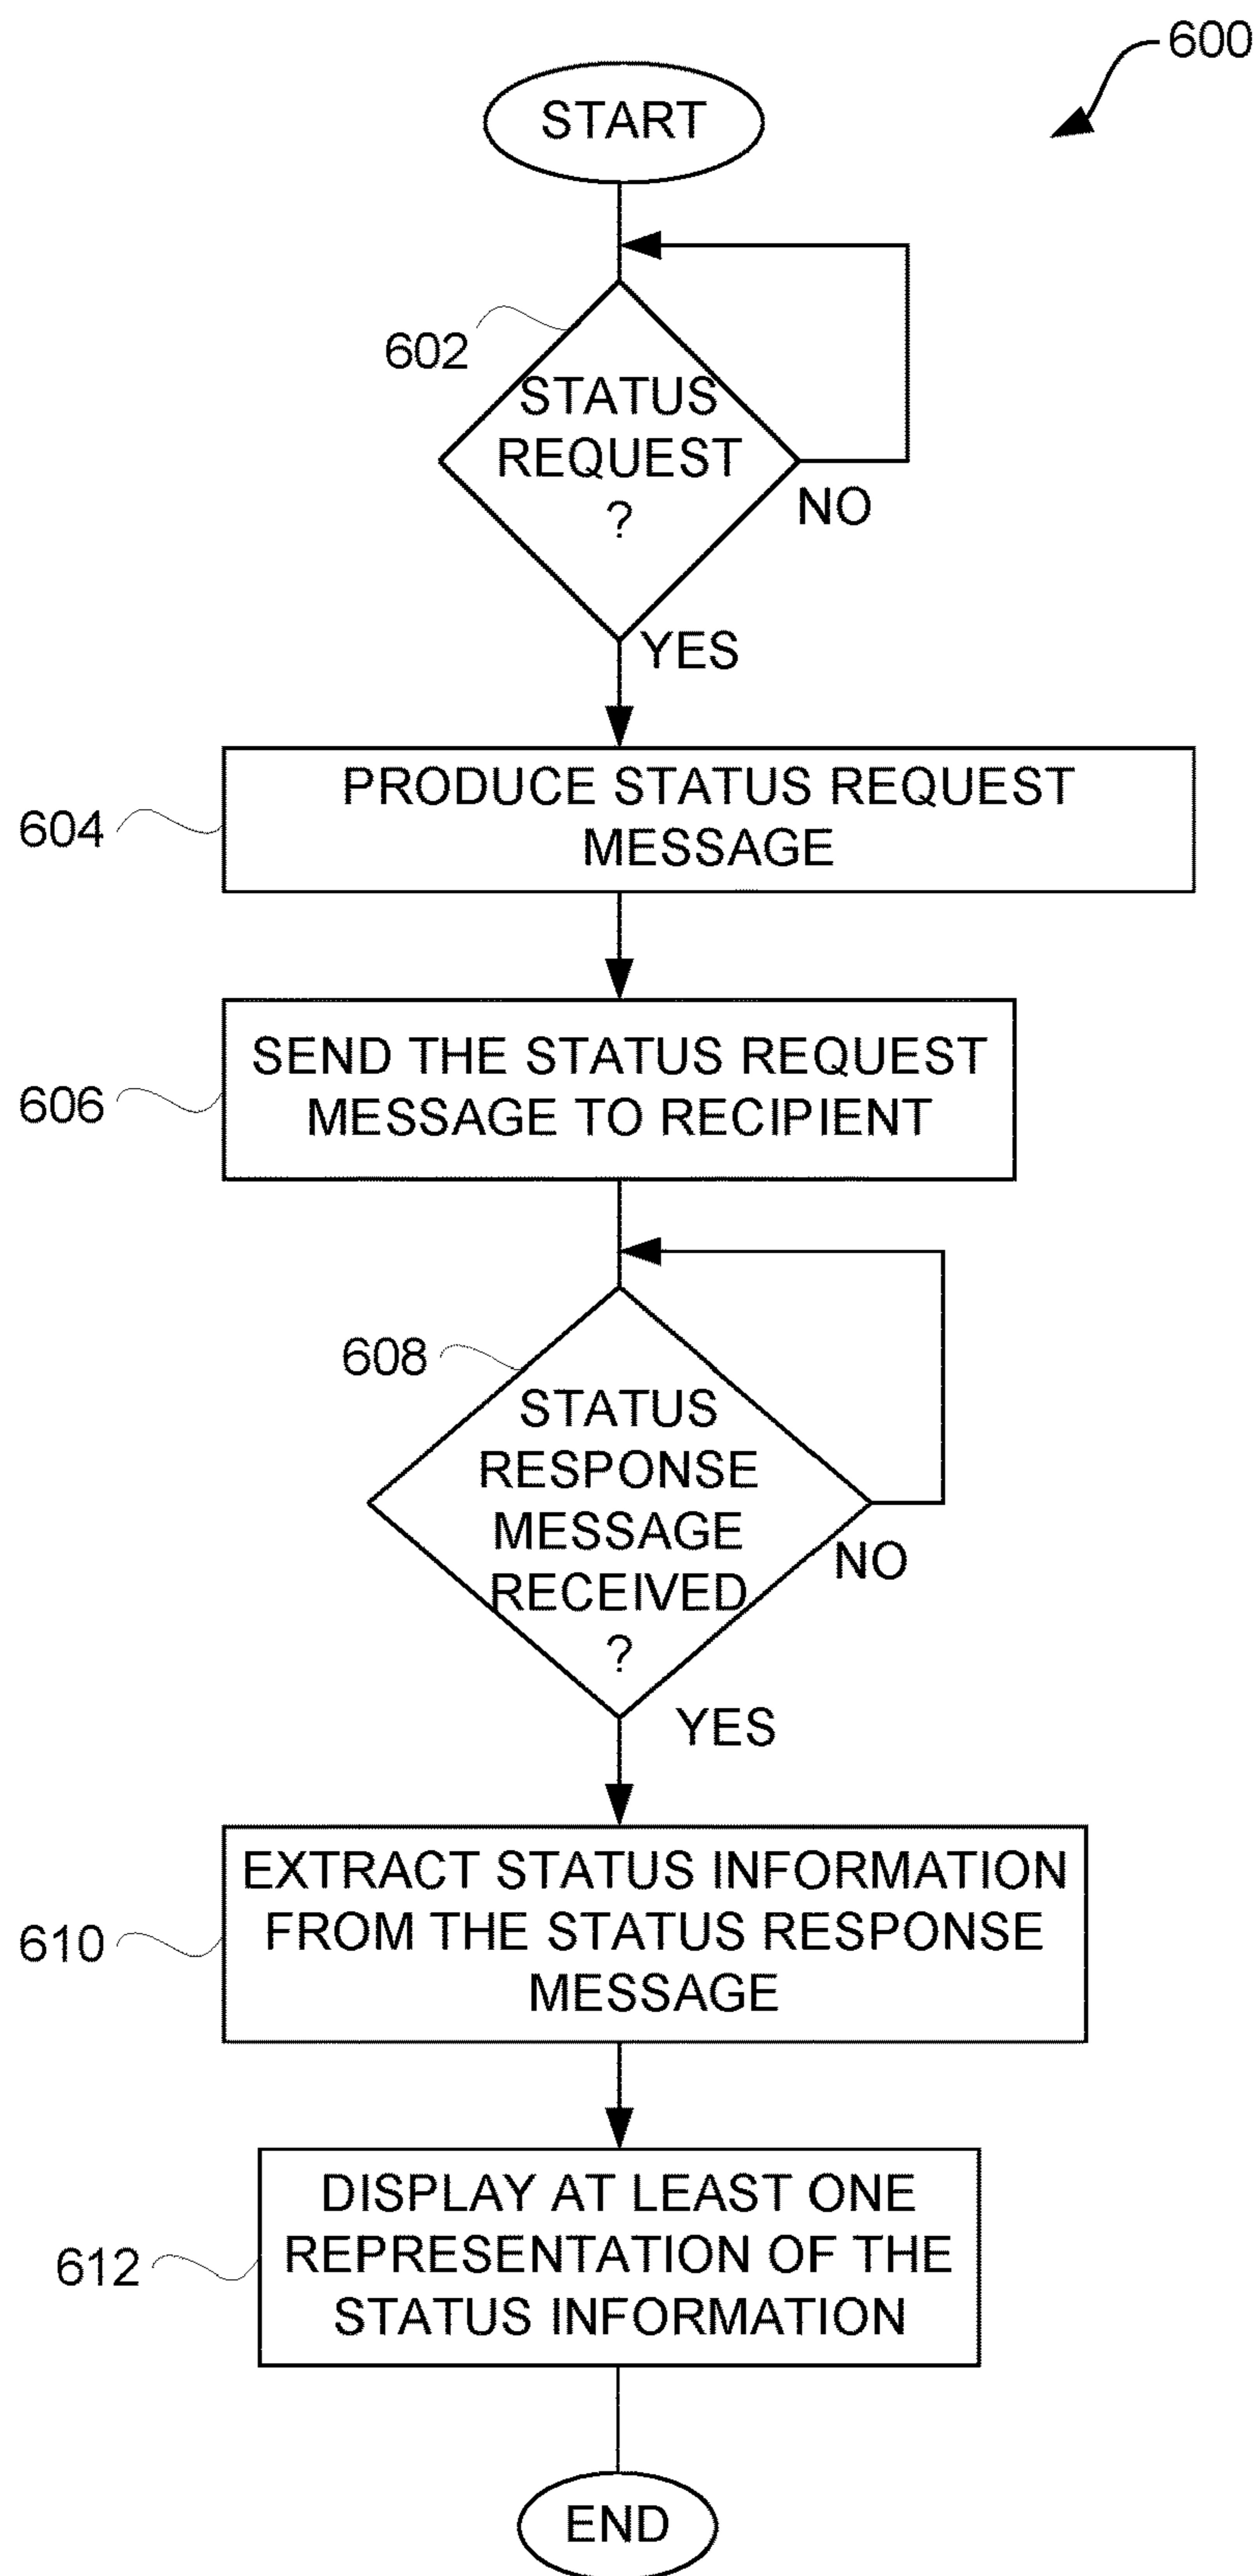 600
START
602
STATUS
REQUEST
?
NO
YES
604
PRODUCE STATUS REQUEST
MESSAGE
606
SEND THE STATUS REQUEST
MESSAGE TO RECIPIENT
608
STATUS
RESPONSE
MESSAGE
RECEIVED
?
NO
YES
610
EXTRACT STATUS INFORMATION
FROM THE STATUS RESPONSE
MESSAGE
612
DISPLAY AT LEAST ONE
REPRESENTATION OF THE
STATUS INFORMATION
END